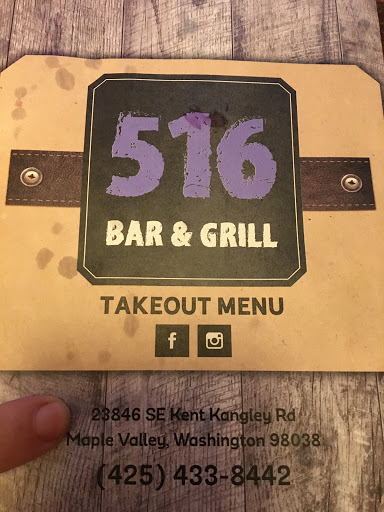 516
BAR & GRILL
TAKEOUT MENU
f
23846 SE Kent Kangley Rd
Maple Valley, Washington 98038
(425) 433-8442